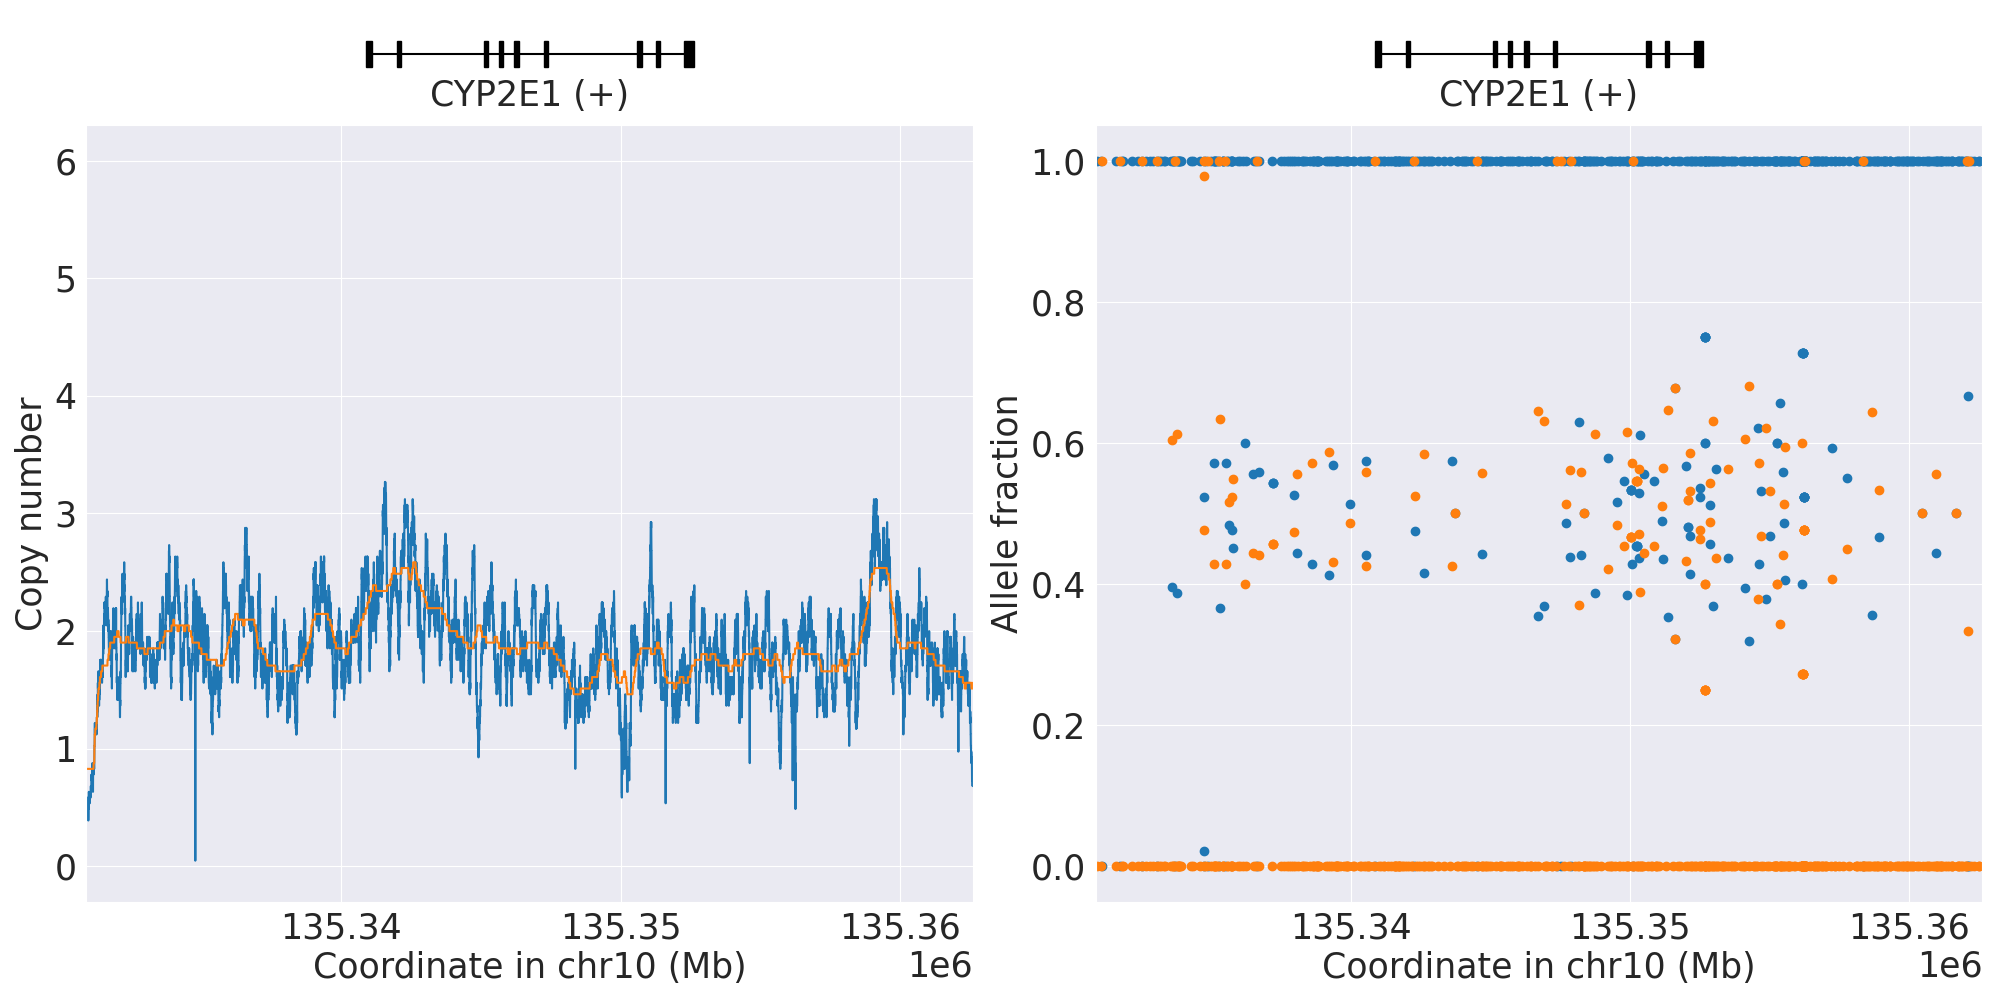 CYP2E1 (+)
Copy number
6
5
4
3
2
1
0
135.34
135.35
135.36
Coordinate in chr10 (Mb)
1e6
CYP2E1 (+)
Allele fraction
1.0
0.8
0.6
0.4
0.2
0.0
135.34
135.35
135.36
Coordinate in chr10 (Mb)
1e6